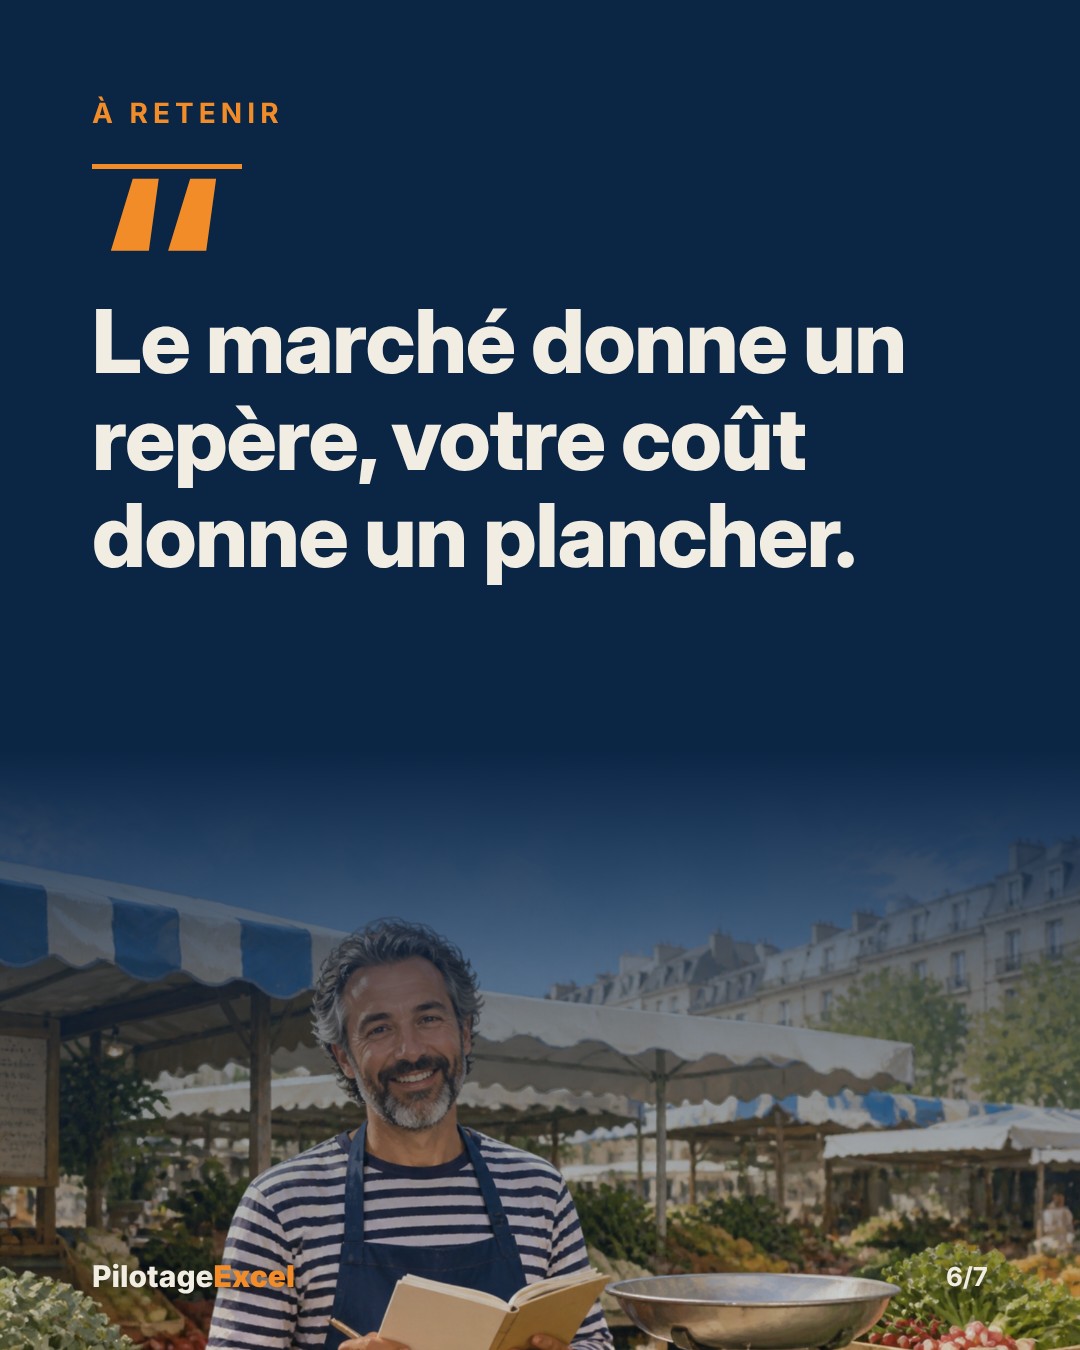 À RETENIR
"
Le marché donne un
repère, votre coût
donne un plancher.
PilotageExcel
6/7